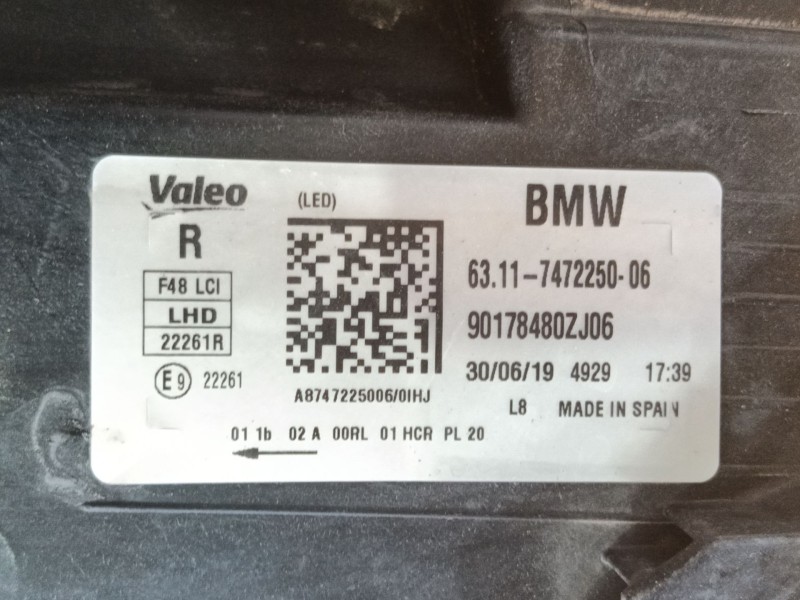 Valeo
(LED)
R
F48 LCI
LHD
22261R
E9 22261
A8747225006/0IHJ
BMW
63.11-7472250-06
90178480ZJ06
30/06/19 4929 17:39
L8 MADE IN SPAIN
01 1b 02 A 00RL 01 HCR PL 20